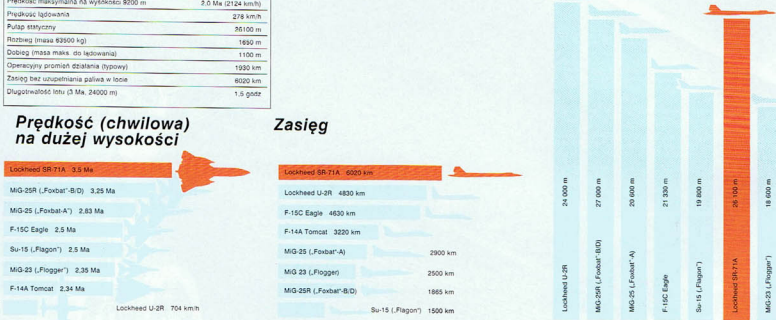 Prędkość maksymalna na wysokości 9200 m 2,0 Ma (2124 km/h)
Prędkość lądowania 278 km/h
Pułap statyczny 26100 m
Rozbieg (masa 63500 kg) 1650 m
Dobieg (masa maks. do lądowania) 1100 m
Operacyjny promień działania (typowy) 1930 km
Zasięg bez uzupełniania paliwa w locie 6020 km
Długotrwałość lotu (3 Ma, 24000 m) 1,5 godz
Prędkość (chwilowa)
na dużej wysokości
Lockheed SR-71A 3,5 Ma
MiG-25R („Foxbat"-B/D) 3,25 Ma
MiG-25 („Foxbat-A") 2,83 Ma
F-15C Eagle 2,5 Ma
Su-15 („Flagon") 2,5 Ma
MiG-23 („Flogger") 2,35 Ma
F-14A Tomcat 2,34 Ma
Lockheed U-2R 704 km/h
Zasięg
Lockheed SR-71A 6020 km
Lockheed U-2R 4830 km
F-15C Eagle 4630 km
F-14A Tomcat 3220 km
MiG-25 („Foxbat"-A) 2900 km
MiG 23 („Flogger) 2500 km
MiG-25R („Foxbat"-B/D) 1865 km
Su-15 („Flagon") 1500 km
Lockheed U-2R 24 000 m
MiG-25R („Foxbat"-B/D) 27 000 m
MiG-25 („Foxbat"-A) 20 600 m
F-15C Eagle 21 330 m
Su-15 („Flagon") 19 800 m
Lockheed SR-71A 26 100 m
MiG-23 („Flogger") 18 600 m